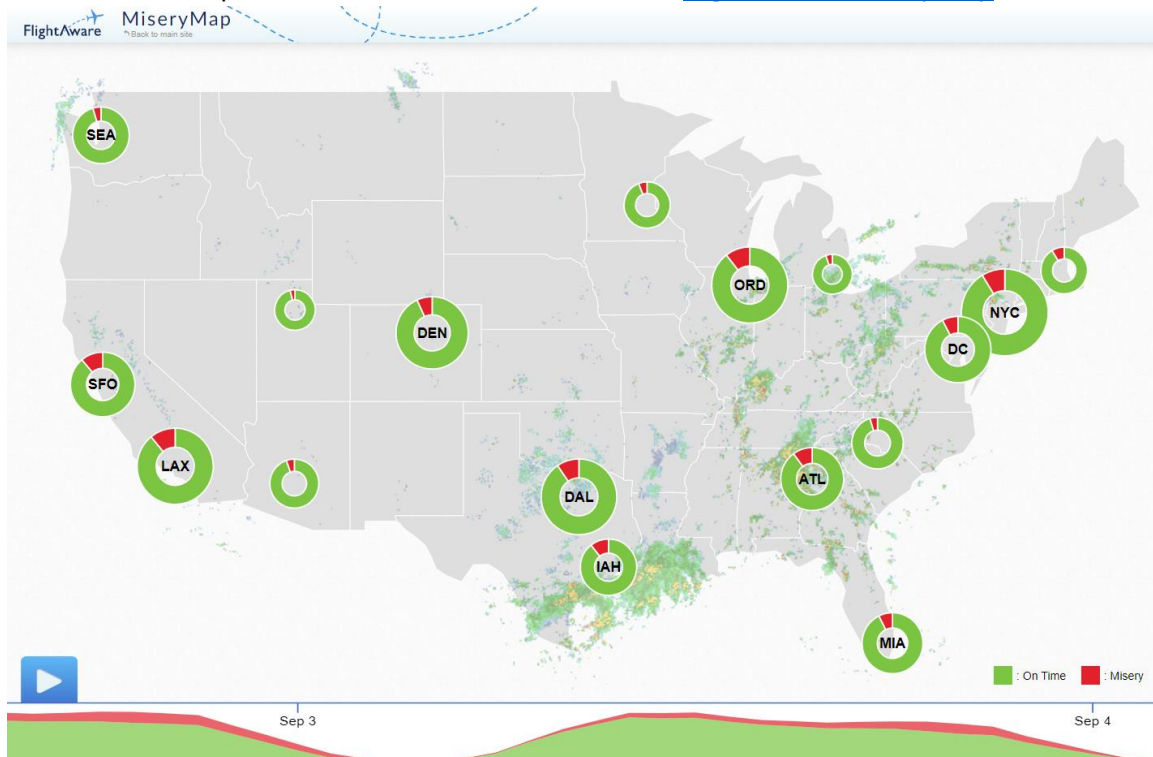 FlightAware
MiseryMap
Back to main site
SEA
ORD
NYC
DEN
DC
SFO
LAX
ATL
DAL
IAH
MIA
: On Time
: Misery
Sep 3
Sep 4